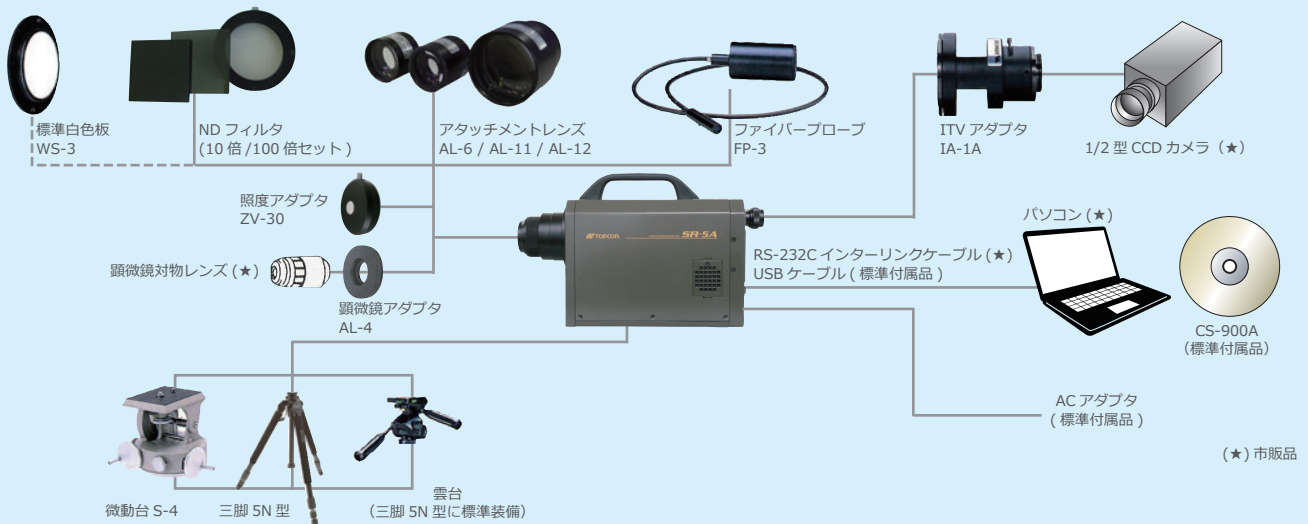 標準白色板
WS-3
ND フィルタ
(10 倍 /100 倍セット )
アタッチメントレンズ
AL-6 / AL-11 / AL-12
ファイバープローブ
FP-3
ITV アダプタ
IA-1A
1/2 型 CCD カメラ（★）
照度アダプタ
ZV-30
顕微鏡対物レンズ (★)
顕微鏡アダプタ
AL-4
TOPCON
SR-5A
パソコン (★)
RS-232C インターリンクケーブル (★)
USB ケーブル ( 標準付属品 )
CS-900A
（標準付属品）
AC アダプタ
( 標準付属品 )
(★) 市販品
微動台 S-4
三脚 5N 型
雲台
（三脚 5N 型に標準装備）